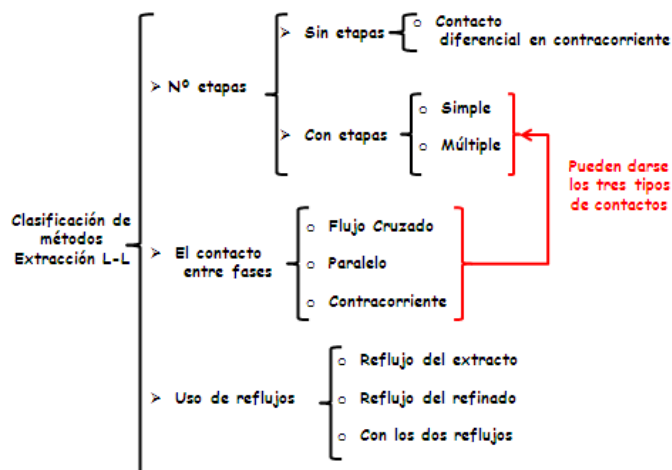 Clasificación de
métodos
Extracción L-L
Nº etapas
Sin etapas
Contacto
diferencial en contracorriente
Con etapas
Simple
Múltiple
El contacto
entre fases
Flujo Cruzado
Paralelo
Contracorriente
Pueden darse
los tres tipos
de contactos
Uso de reflujos
Reflujo del extracto
Reflujo del refinado
Con los dos reflujos